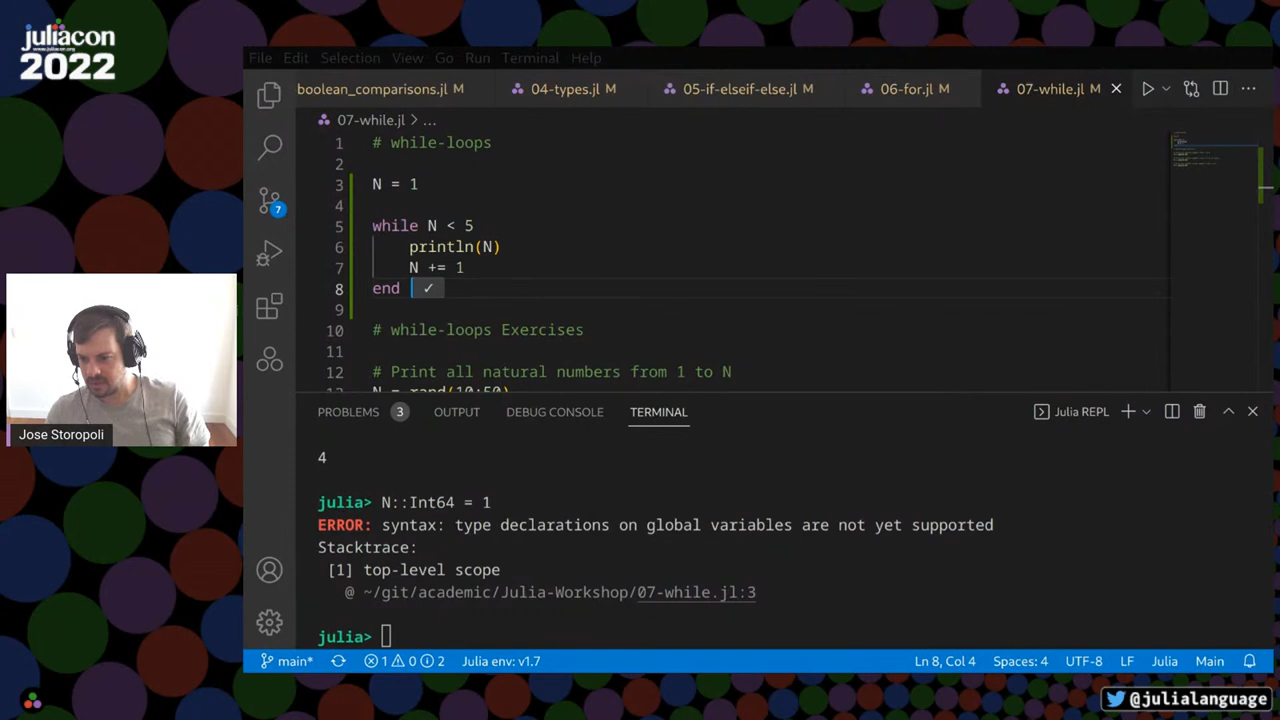 juliacon
www.juliacon.org
2022
File Edit Selection View Go Run Terminal Help
boolean_comparisons.jl M 04-types.jl M 05-if-elseif-else.jl M 06-for.jl M 07-while.jl M
07-while.jl > ...
1 # while-loops
2
3 N = 1
4
5 while N < 5
6 println(N)
7 N += 1
8 end ✓
9
10 # while-loops Exercises
11
12 # Print all natural numbers from 1 to N
N = rand(10:50)
7
Jose Storopoli
PROBLEMS 3 OUTPUT DEBUG CONSOLE TERMINAL Julia REPL
4
julia> N::Int64 = 1
ERROR: syntax: type declarations on global variables are not yet supported
Stacktrace:
[1] top-level scope
@ ~/git/academic/Julia-Workshop/07-while.jl:3
julia>
main* 1 0 2 Julia env: v1.7 Ln 8, Col 4 Spaces: 4 UTF-8 LF Julia Main
@julialanguage